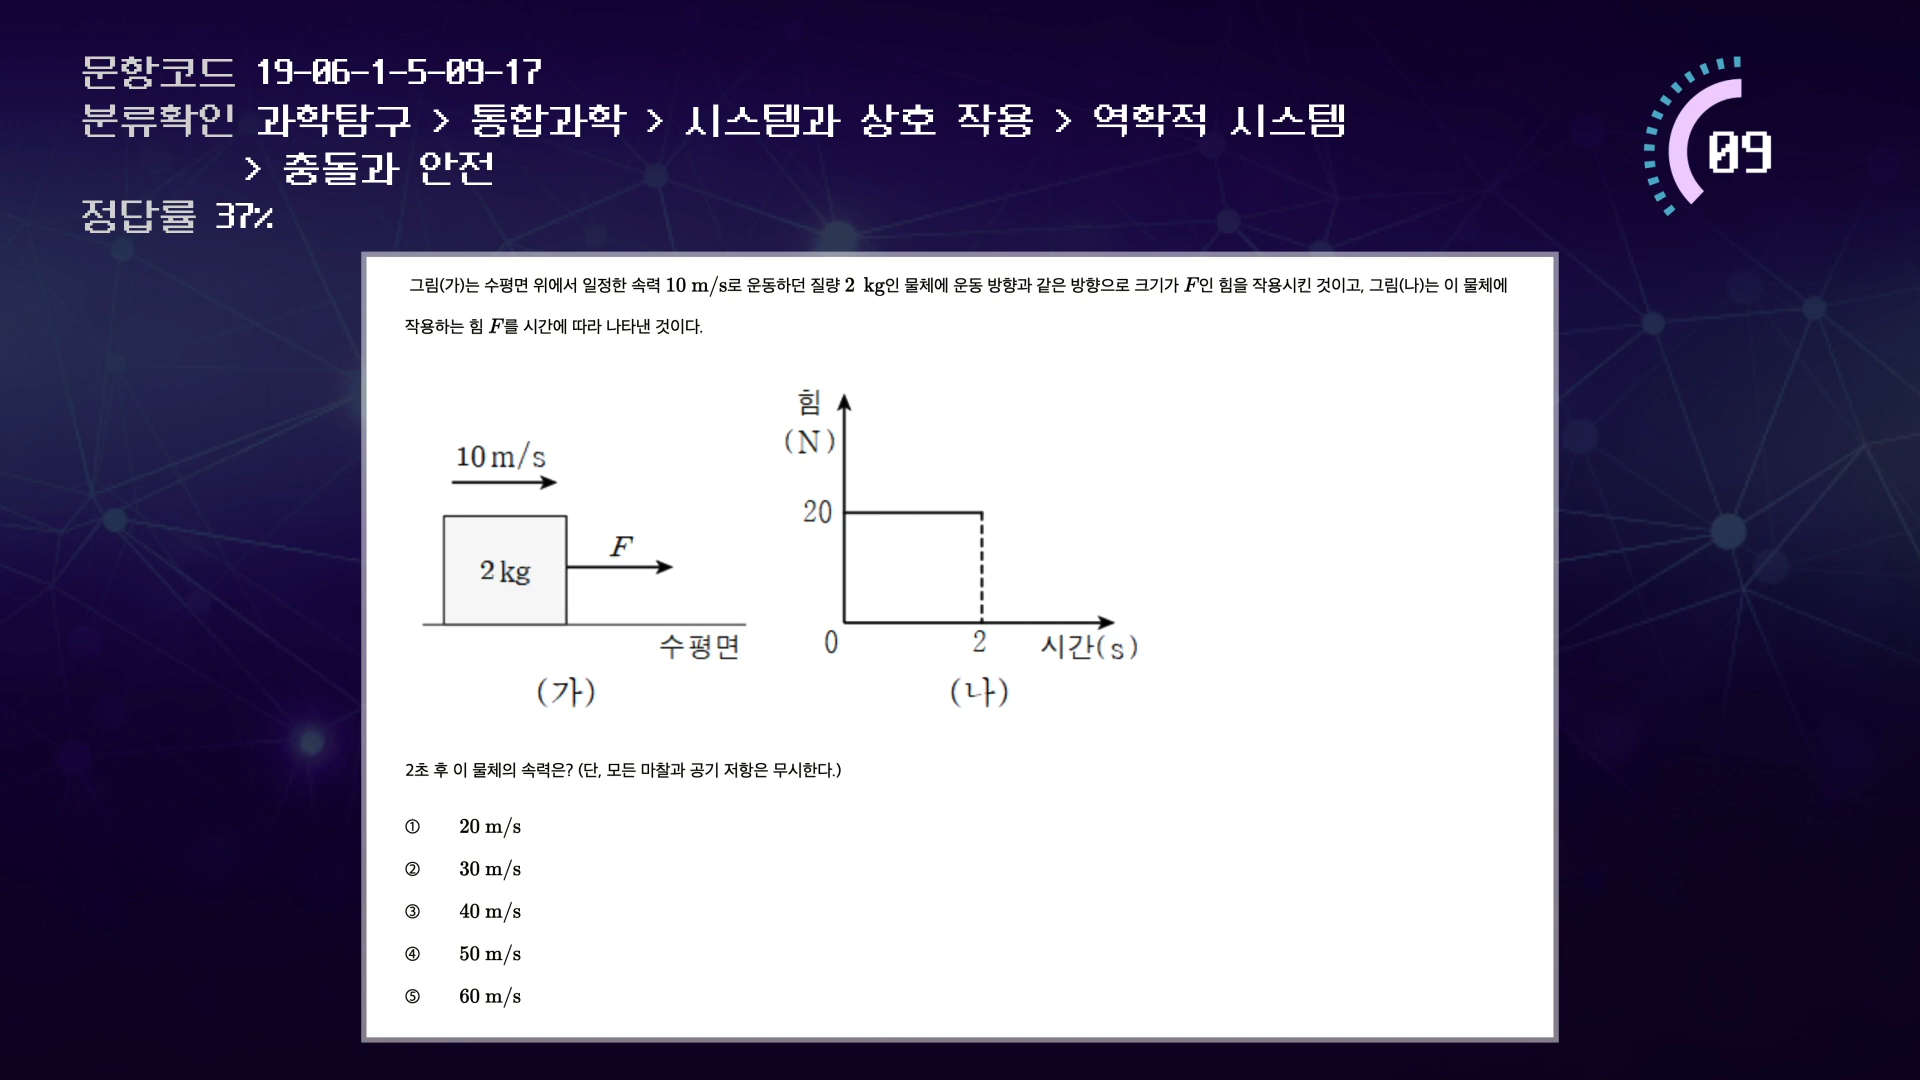 문항코드 19-06-1-5-09-17
분류확인 과학탐구 > 통합과학 > 시스템과 상호 작용 > 역학적 시스템
> 충돌과 안전
정답률 37%
09
그림(가)는 수평면 위에서 일정한 속력 10 m/s로 운동하던 질량 2 kg인 물체에 운동 방향과 같은 방향으로 크기가 F인 힘을 작용시킨 것이고, 그림(나)는 이 물체에
작용하는 힘 F를 시간에 따라 나타낸 것이다.
10 m/s
2 kg
F
수평면
(가)
힘
(N)
20
0
2
시간(s)
(나)
2초 후 이 물체의 속력은? (단, 모든 마찰과 공기 저항은 무시한다.)
① 20 m/s
② 30 m/s
③ 40 m/s
④ 50 m/s
⑤ 60 m/s